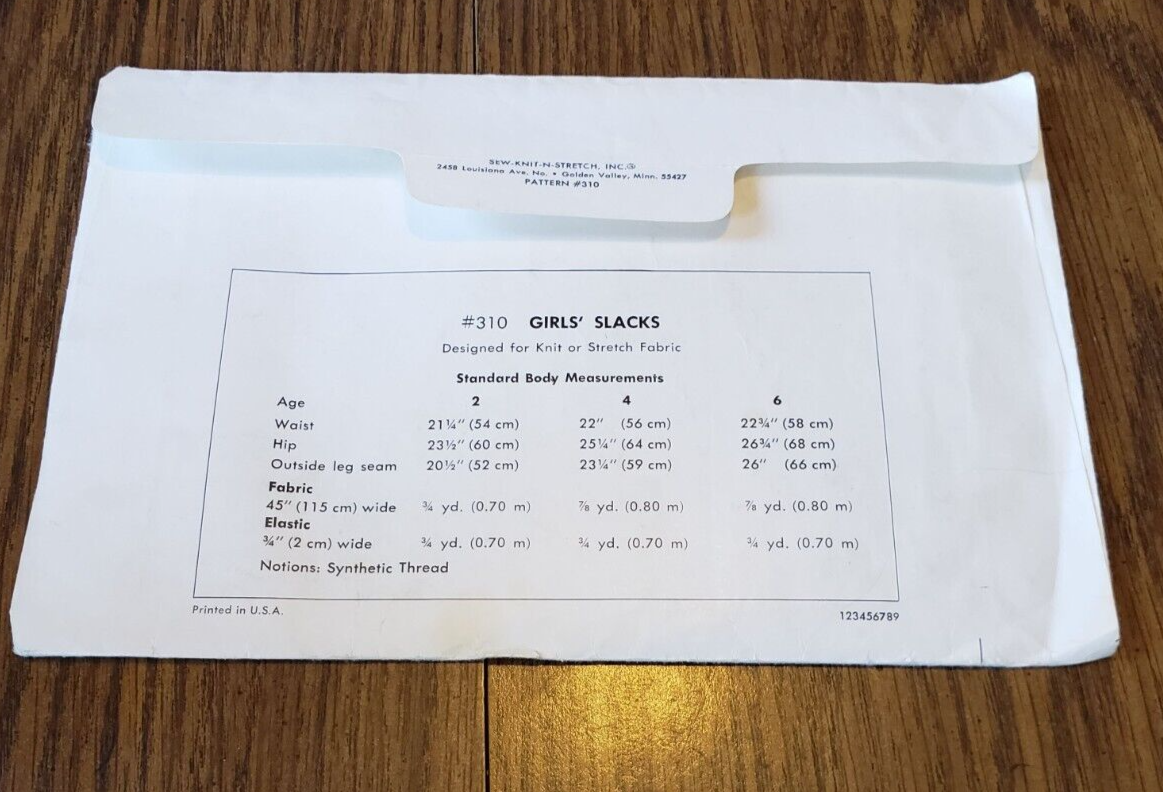 SEW-KNIT-N-STRETCH, INC.®
2458 Louisiana Ave. No. • Golden Valley, Minn. 55427
PATTERN #310
#310 GIRLS' SLACKS
Designed for Knit or Stretch Fabric
Standard Body Measurements
Age 2 4 6
Waist 21¼" (54 cm) 22" (56 cm) 22¾" (58 cm)
Hip 23½" (60 cm) 25¼" (64 cm) 26¾" (68 cm)
Outside leg seam 20½" (52 cm) 23¼" (59 cm) 26" (66 cm)
Fabric
45" (115 cm) wide ¾ yd. (0.70 m) ⅞ yd. (0.80 m) ⅞ yd. (0.80 m)
Elastic
¾" (2 cm) wide ¾ yd. (0.70 m) ¾ yd. (0.70 m) ¾ yd. (0.70 m)
Notions: Synthetic Thread
Printed in U.S.A. 123456789